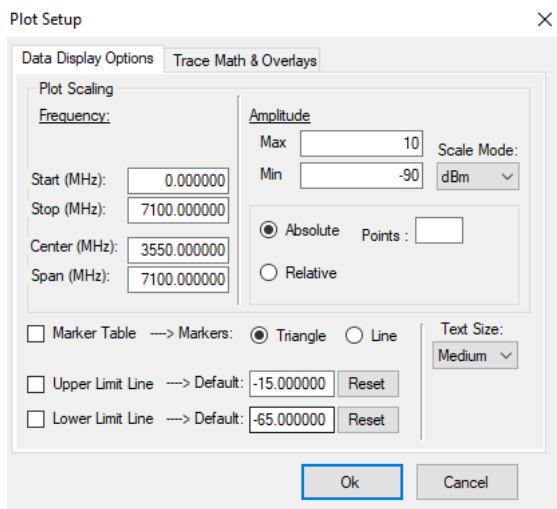 Plot Setup
Data Display Options
Trace Math & Overlays
Plot Scaling
Frequency:
Start (MHz): 0.000000
Stop (MHz): 7100.000000
Center (MHz): 3550.000000
Span (MHz): 7100.000000
Amplitude
Max 10
Min -90
Scale Mode:
dBm
Absolute Points :
Relative
Marker Table ----> Markers: Triangle Line
Upper Limit Line ----> Default: -15.000000 Reset
Lower Limit Line ----> Default: -65.000000 Reset
Text Size:
Medium
Ok
Cancel